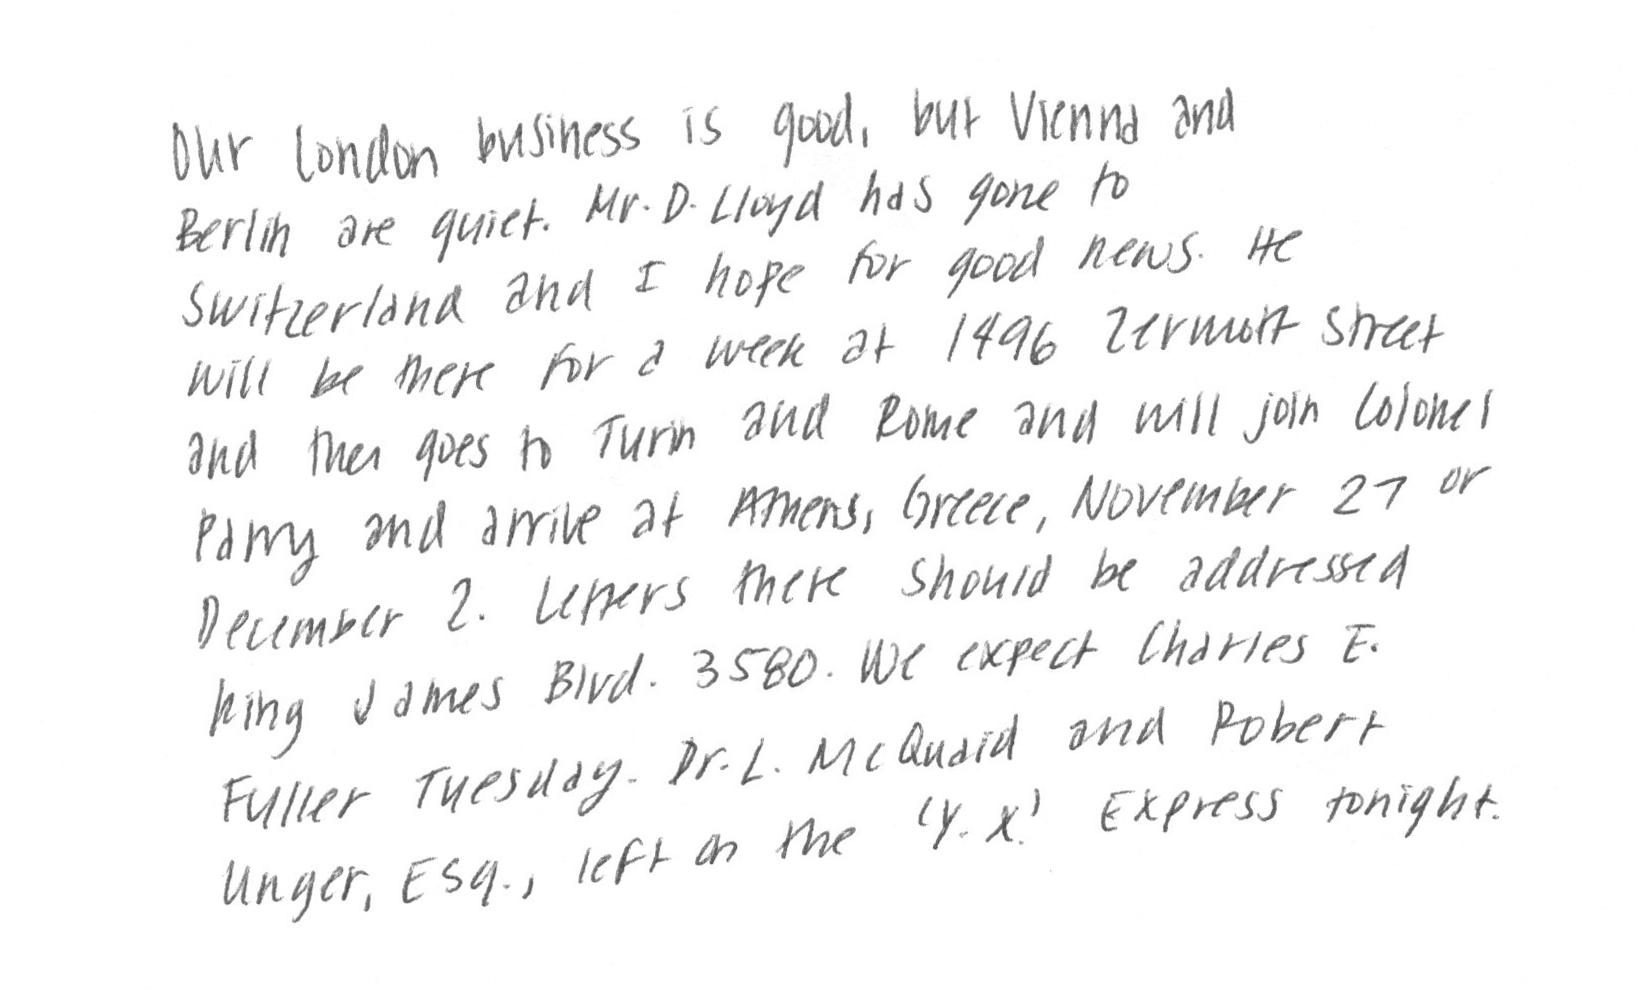 Our London business is good, but Vienna and
Berlin are quiet. Mr. D. Lloyd has gone to
Switzerland and I hope for good news. He
will be there for a week at 1496 Zermott Street
and then goes to Turin and Rome and will join Colonel
Parry and arrive at Athens, Greece, November 27 or
December 2. Letters there should be addressed
King James Blvd. 3580. We expect Charles E.
Fuller Tuesday. Dr. L. McQuaid and Robert
Unger, Esq., left on the 'Y. X.' Express tonight.